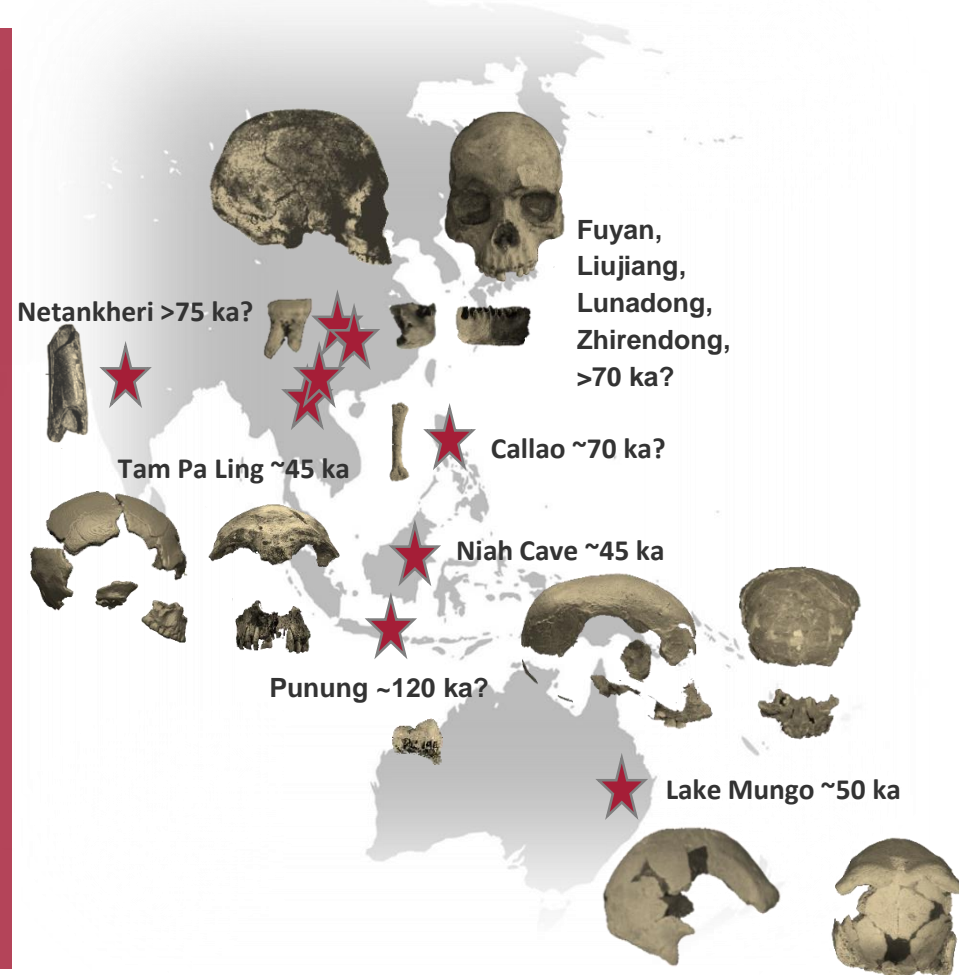 Fuyan,
Liujiang,
Lunadong,
Zhirendong,
>70 ka?
Netankheri >75 ka?
Callao ~70 ka?
Tam Pa Ling ~45 ka
Niah Cave ~45 ka
Punung ~120 ka?
Lake Mungo ~50 ka